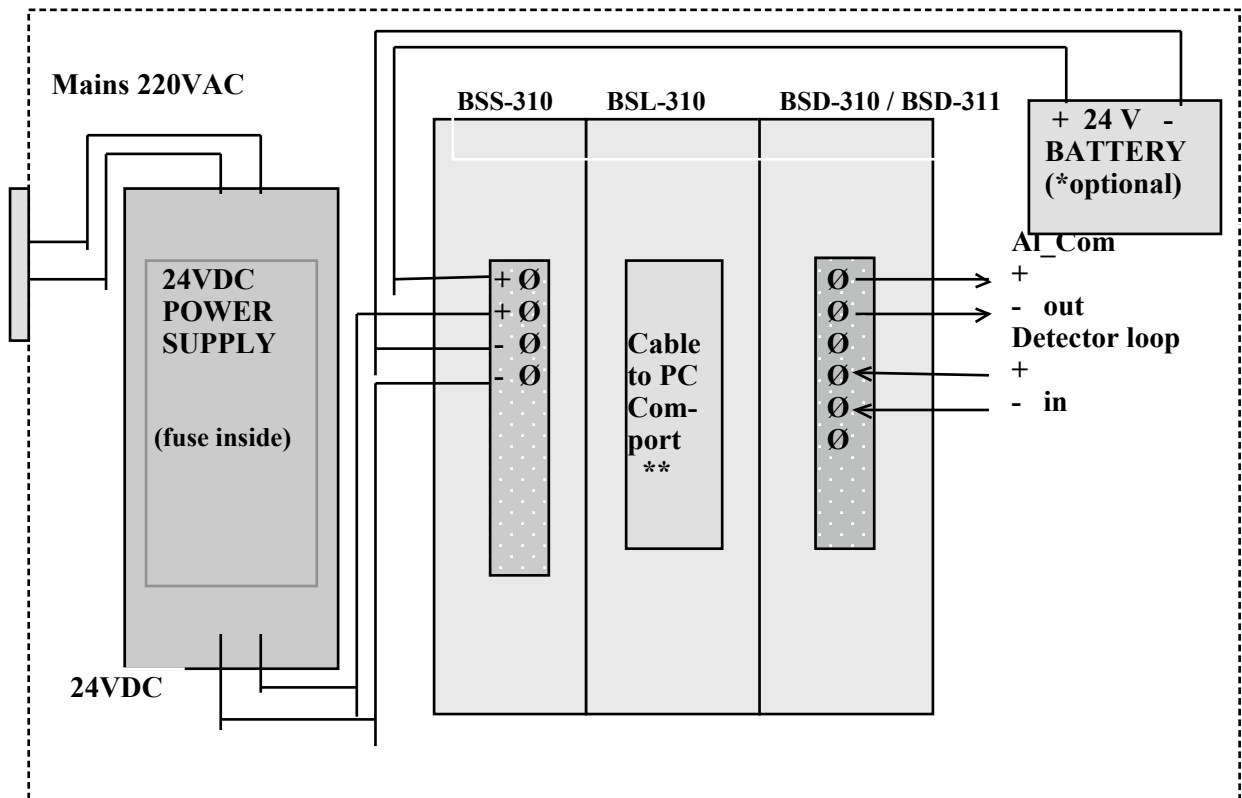 Mains 220VAC
BSS-310
BSL-310
BSD-310 / BSD-311
+ 24 V -
BATTERY
(*optional)
24VDC
POWER
SUPPLY
(fuse inside)
+ Ø
+ Ø
- Ø
- Ø
Cable
to PC
Com-
port
**
Ø
Ø
Ø
Ø
Ø
Ø
AI_Com
+
- out
Detector loop
+
- in
24VDC